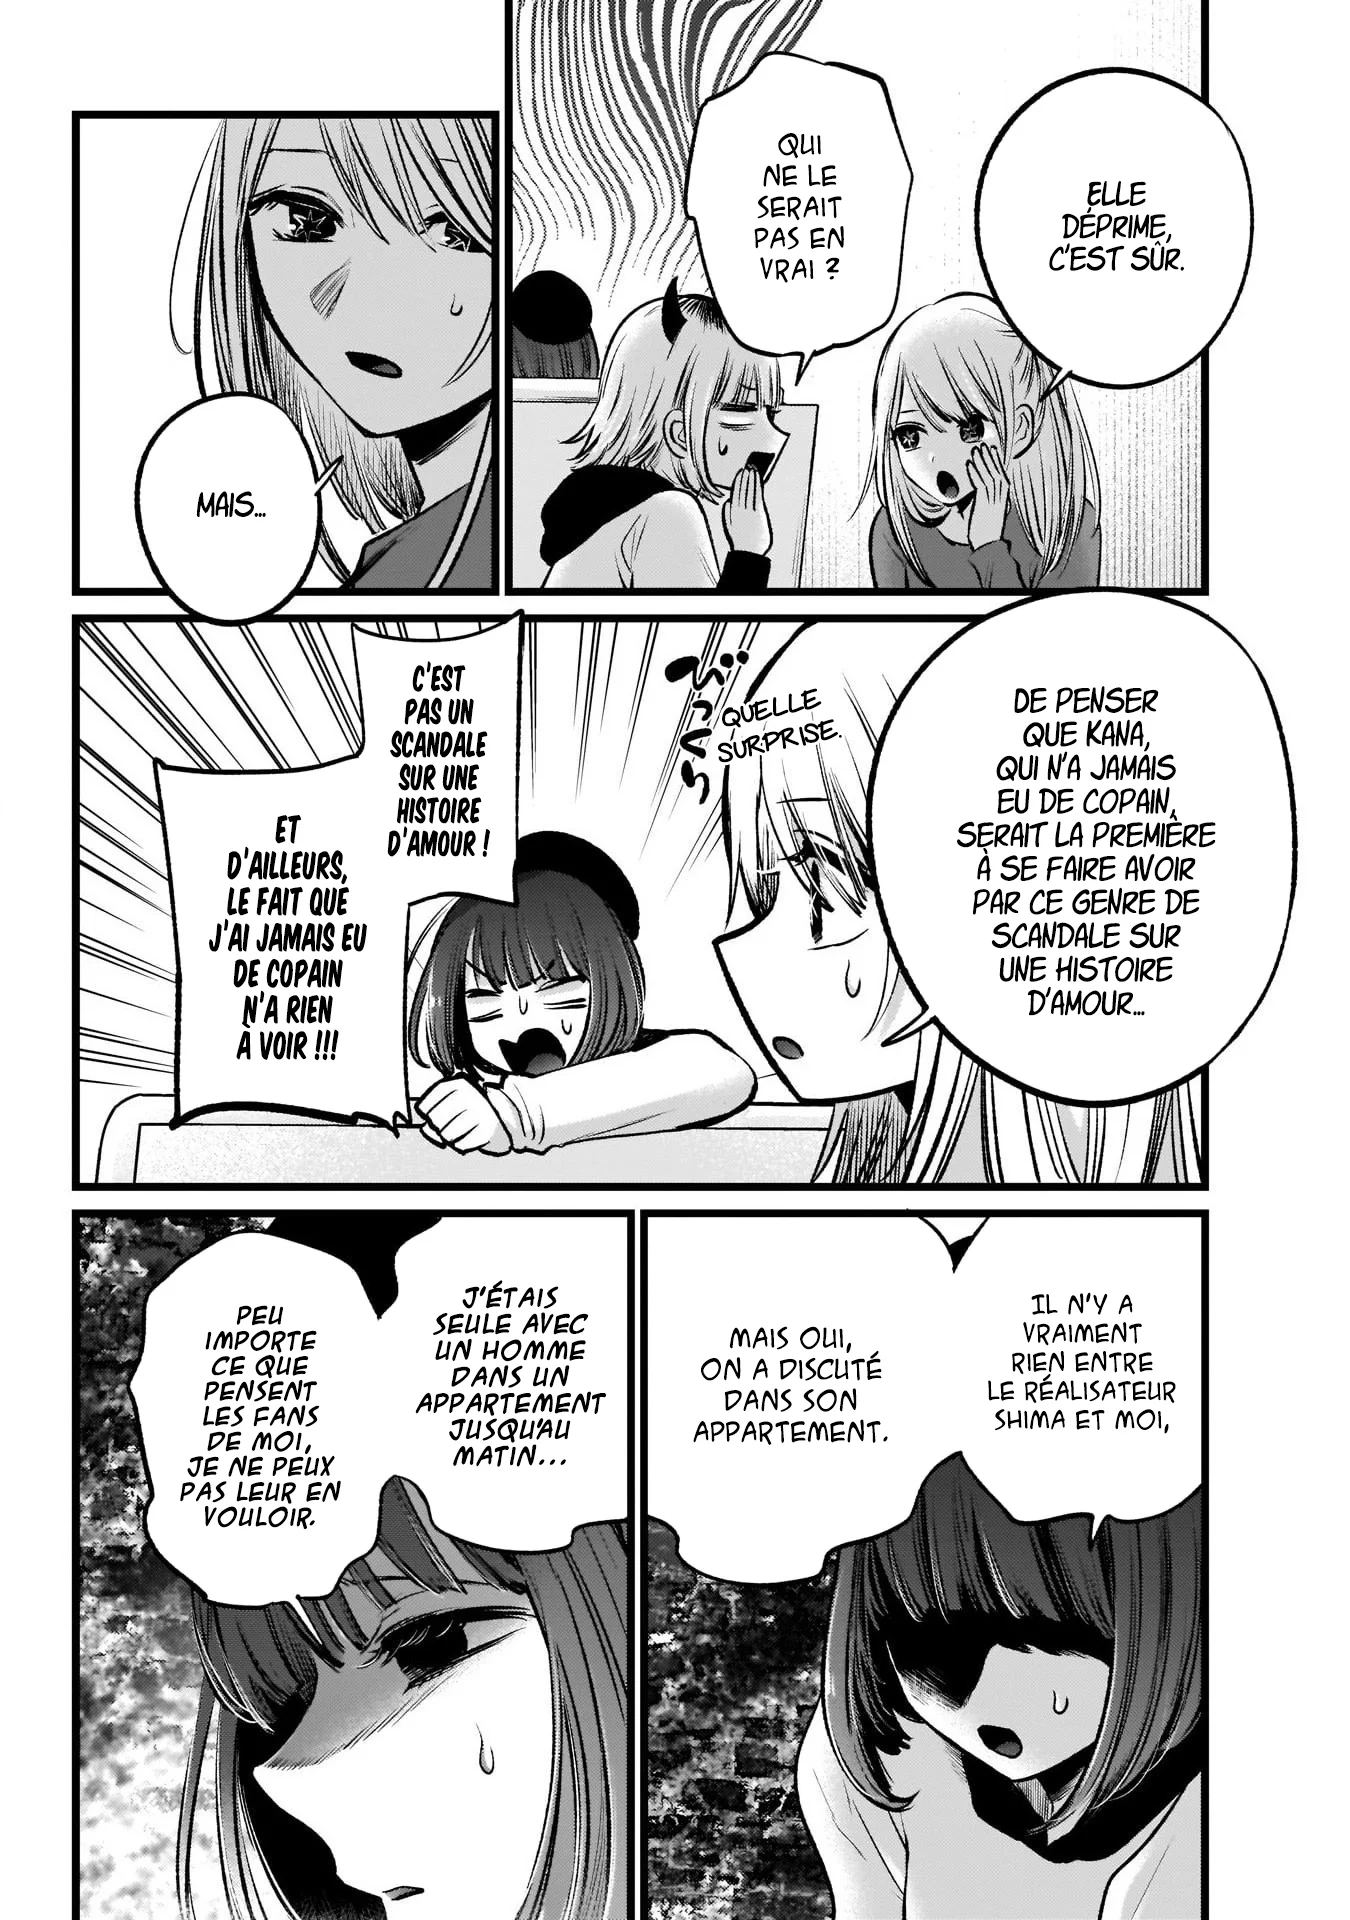 ELLE
DÉPRIME,
C'EST SÛR.
QUI
NE LE
SERAIT
PAS EN
VRAI ?
MAIS...
DE PENSER
QUE KANA,
QUI N'A JAMAIS
EU DE COPAIN,
SERAIT LA PREMIÈRE
À SE FAIRE AVOIR
PAR CE GENRE DE
SCANDALE SUR
UNE HISTOIRE
D'AMOUR...
びっくり
QUELLE
SURPRISE.
C'EST
PAS UN
SCANDALE
SUR UNE
HISTOIRE
D'AMOUR !
ET
D'AILLEURS,
LE FAIT QUE
J'AI JAMAIS EU
DE COPAIN
N'A RIEN
À VOIR !!!
IL N'Y A
VRAIMENT
RIEN ENTRE
LE RÉALISATEUR
SHIMA ET MOI,
MAIS OUI,
ON A DISCUTÉ
DANS SON
APPARTEMENT.
J'ÉTAIS
SEULE AVEC
UN HOMME
DANS UN
APPARTEMENT
JUSQU'AU
MATIN...
PEU
IMPORTE
CE QUE
PENSENT
LES FANS
DE MOI,
JE NE PEUX
PAS LEUR EN
VOULOIR.